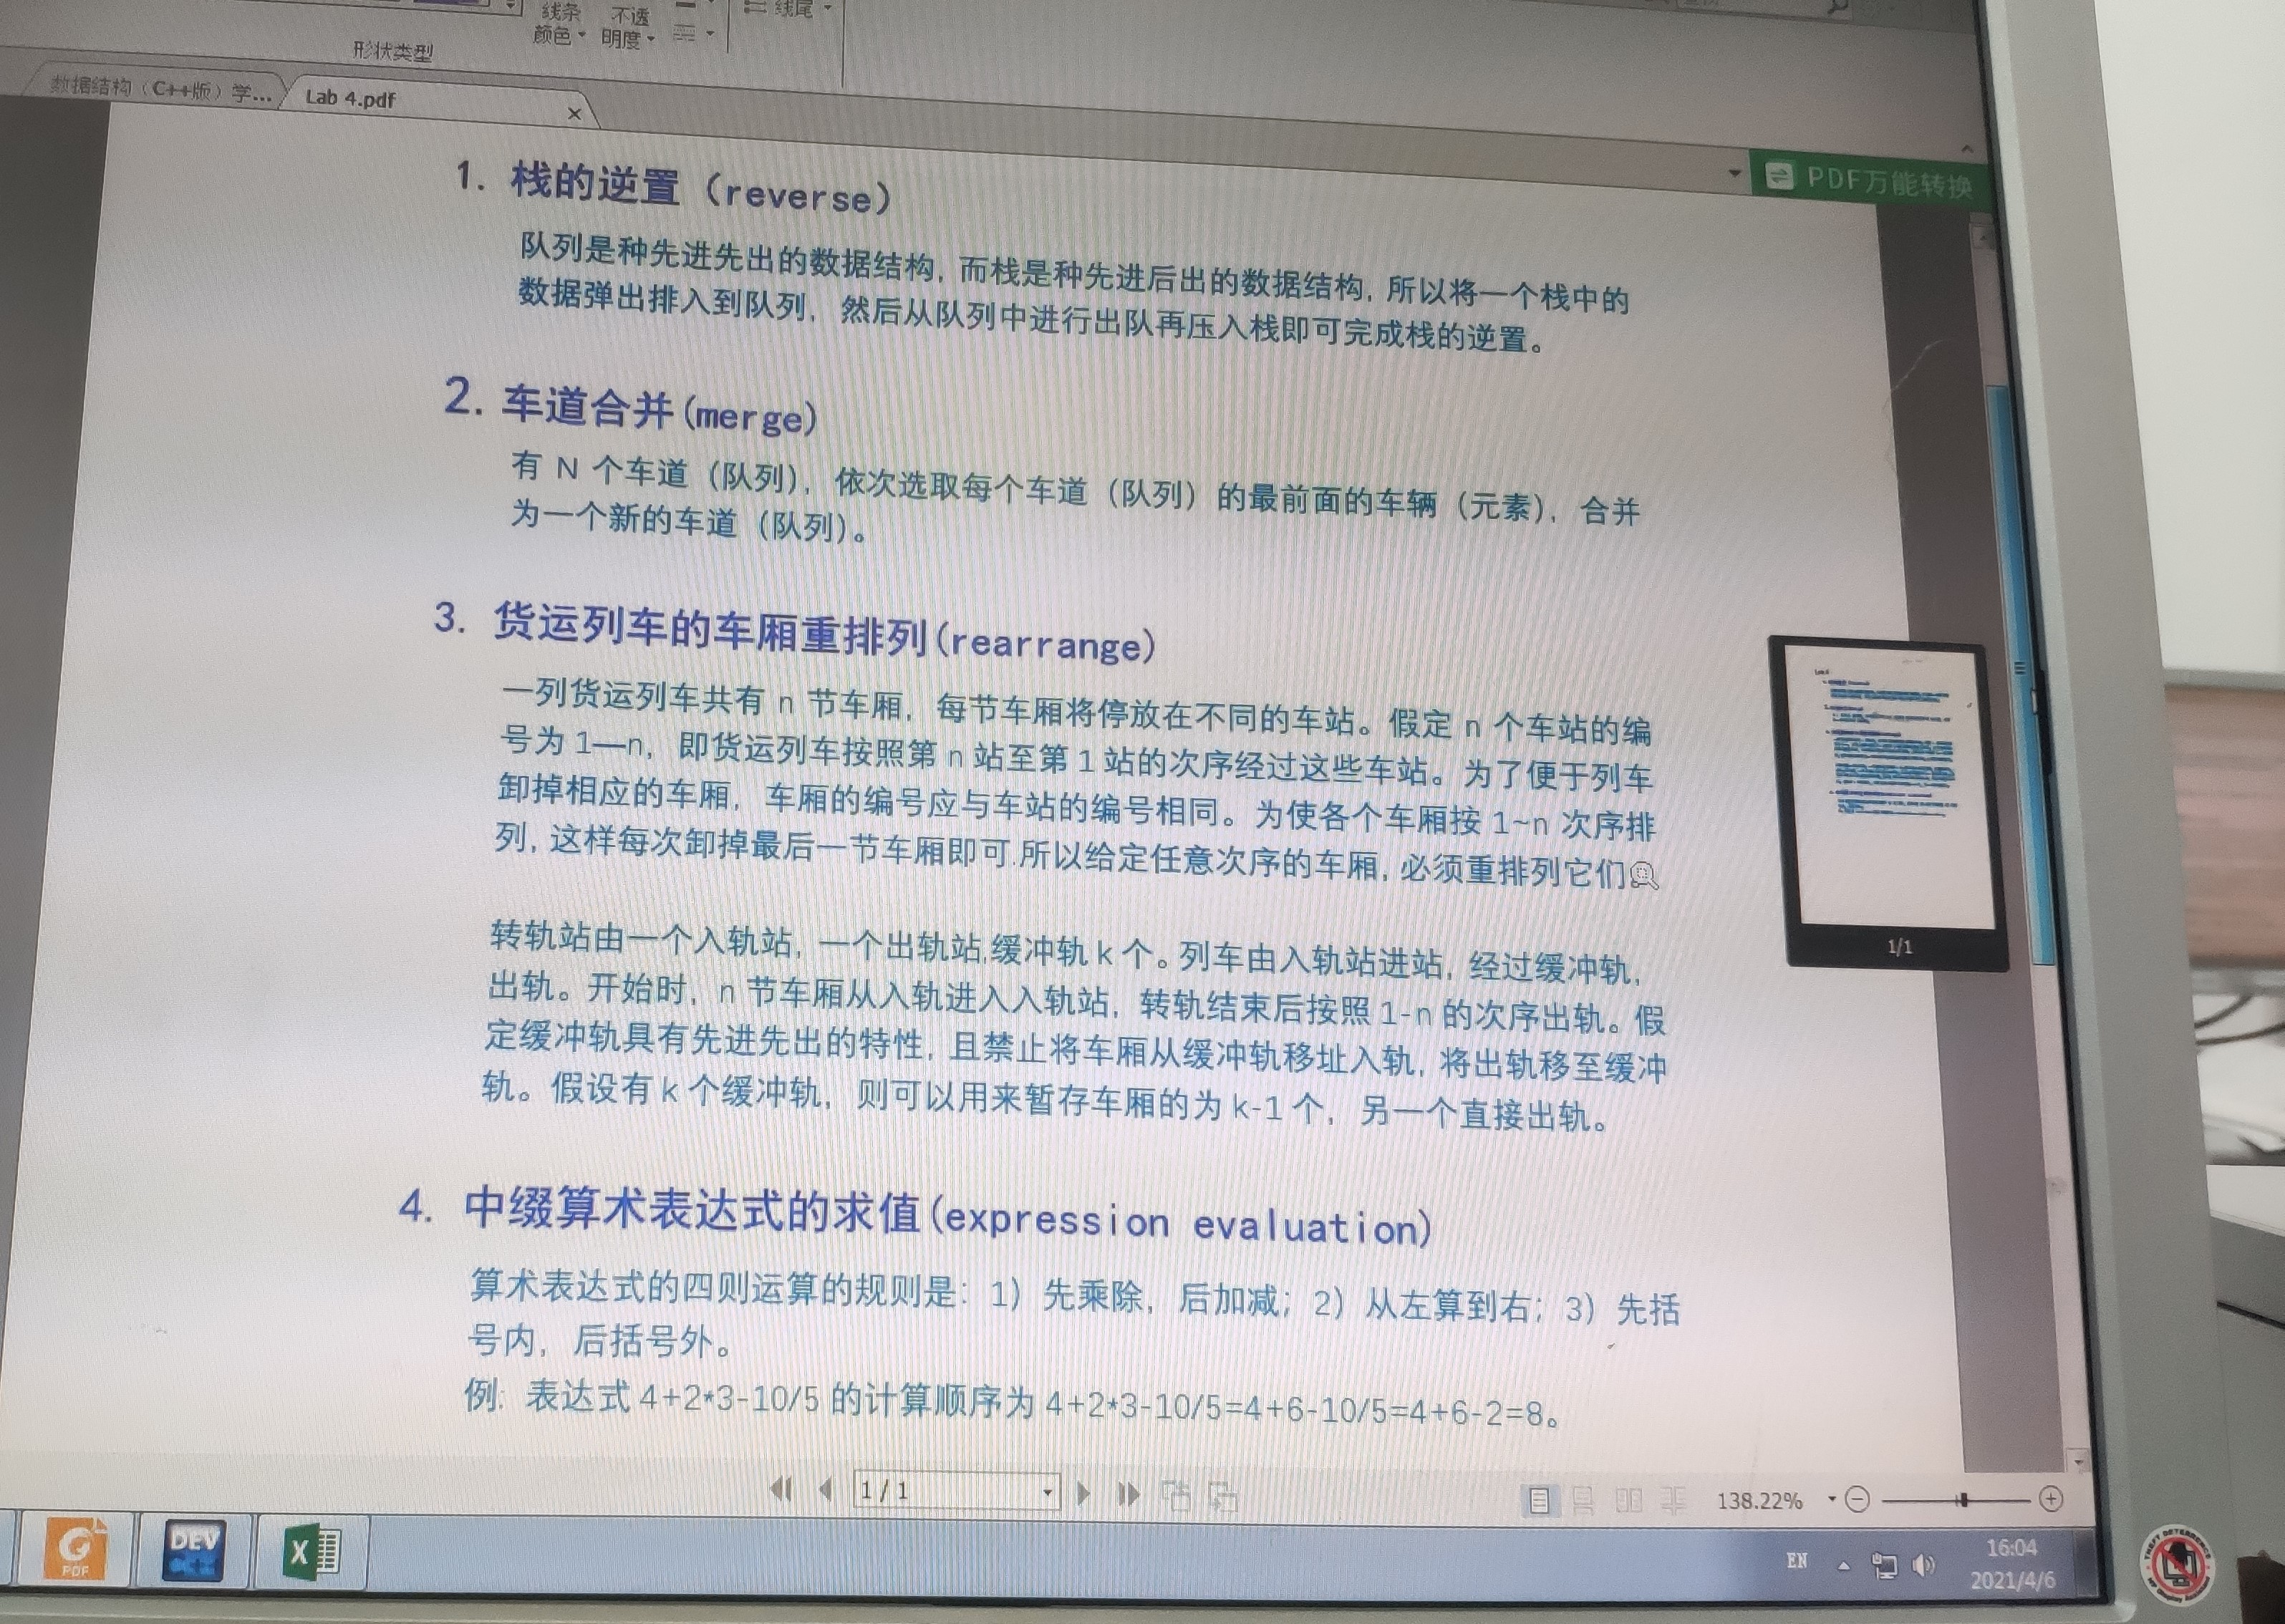 线条
颜色
不透
明度
线尾
形状类型
数据结构（C++版）学...
Lab 4.pdf
PDF万能转换
1. 栈的逆置（reverse）
队列是种先进先出的数据结构, 而栈是种先进后出的数据结构, 所以将一个栈中的
数据弹出排入到队列，然后从队列中进行出队再压入栈即可完成栈的逆置。
2. 车道合并(merge)
有 N 个车道（队列），依次选取每个车道（队列）的最前面的车辆（元素），合并
为一个新的车道（队列）。
3. 货运列车的车厢重排列(rearrange)
一列货运列车共有 n 节车厢，每节车厢将停放在不同的车站。假定 n 个车站的编
号为 1—n，即货运列车按照第 n 站至第 1 站的次序经过这些车站。为了便于列车
卸掉相应的车厢，车厢的编号应与车站的编号相同。为使各个车厢按 1~n 次序排
列, 这样每次卸掉最后一节车厢即可.所以给定任意次序的车厢, 必须重排列它们
转轨站由一个入轨站, 一个出轨站,缓冲轨 k 个。列车由入轨站进站, 经过缓冲轨,
出轨。开始时，n 节车厢从入轨进入入轨站，转轨结束后按照 1-n 的次序出轨。假
定缓冲轨具有先进先出的特性, 且禁止将车厢从缓冲轨移址入轨, 将出轨移至缓冲
轨。假设有 k 个缓冲轨，则可以用来暂存车厢的为 k-1 个，另一个直接出轨。
4. 中缀算术表达式的求值(expression evaluation)
算术表达式的四则运算的规则是：1）先乘除，后加减；2）从左算到右；3）先括
号内，后括号外。
例: 表达式 4+2*3-10/5 的计算顺序为 4+2*3-10/5=4+6-10/5=4+6-2=8。
1/1
1 / 1
138.22%
PDF
DEV
C++
X
EN
16:04
2021/4/6